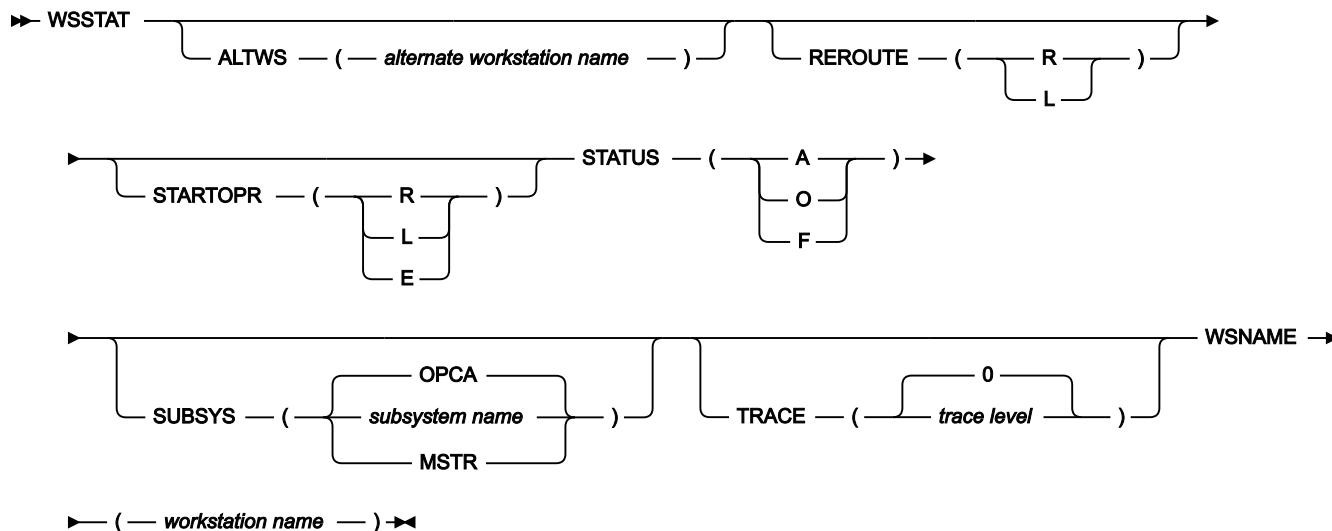 WSSTAT
ALTWS ( alternate workstation name )
REROUTE ( R )
L
STARTOPR ( R )
L
E
STATUS ( A )
O
F
SUBSYS ( OPCA
subsystem name )
MSTR
TRACE ( 0
trace level )
WSNAME
( workstation name )